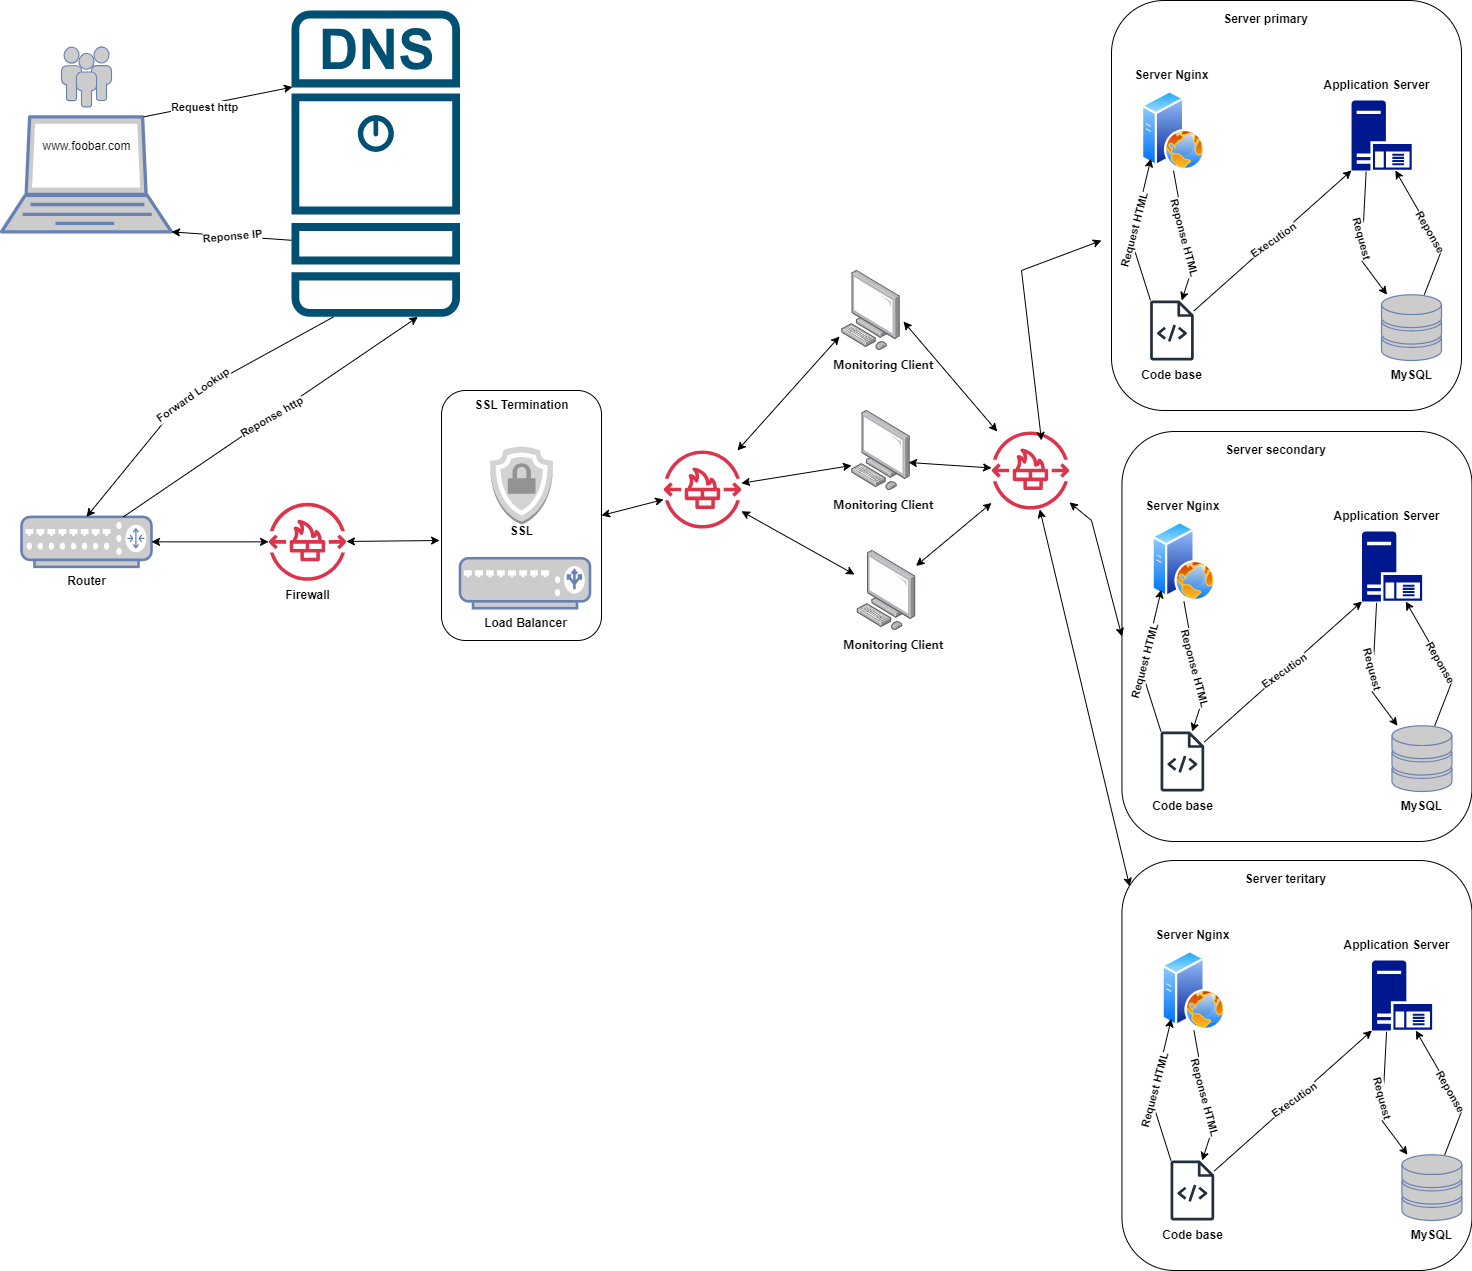 DNS
www.foobar.com
Request http
Reponse IP
Forward Lookup
Reponse http
Router
Firewall
SSL Termination
SSL
Load Balancer
Monitoring Client
Monitoring Client
Monitoring Client
Server primary
Server Nginx
Application Server
Request HTML
Reponse HTML
Execution
Request
Reponse
Code base
MySQL
Server secondary
Server Nginx
Application Server
Request HTML
Reponse HTML
Execution
Request
Reponse
Code base
MySQL
Server teritary
Server Nginx
Application Server
Request HTML
Reponse HTML
Execution
Request
Reponse
Code base
MySQL